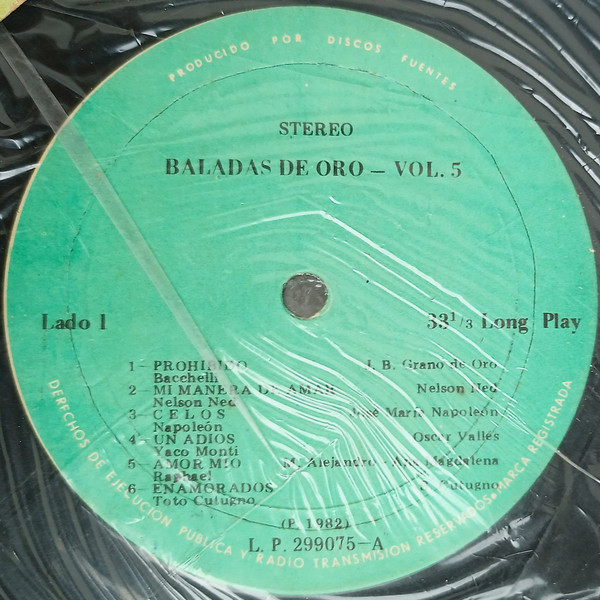 PRODUCIDO POR DISCOS FUENTES
STEREO
BALADAS DE ORO — VOL. 5
Lado 1
33 1/3 Long Play
1— PROHIBIDO J. B. Grano de Oro
Bacchelli
2— MI MANERA DE AMAR Nelson Ned
Nelson Ned
3— CELOS José María Napoleón
Napoleón
4— UN ADIOS Oscar Valles
Yaco Monti
5— AMOR MIO M. Alejandro - Ana Magdalena
Raphael
6— ENAMORADOS T. Cutugno
Toto Cutugno
(P. 1982)
L. P. 299075-A
DERECHOS DE EJECUCION PUBLICA Y RADIO TRANSMISION RESERVADOS • MARCA REGISTRADA